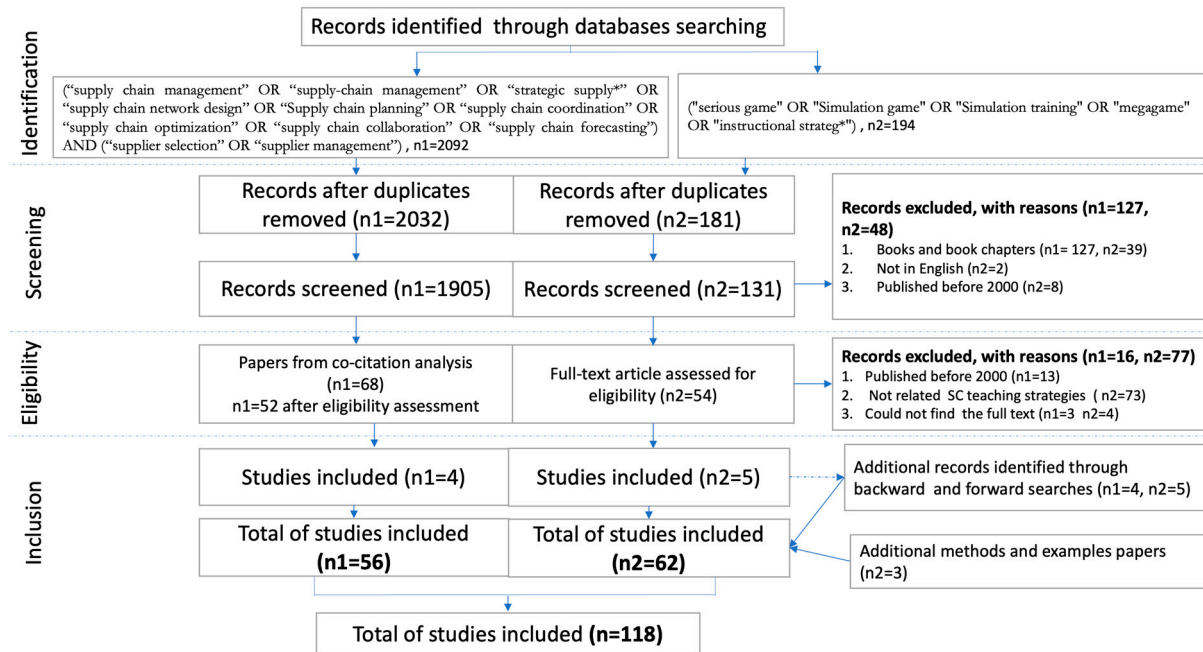 Records identified through databases searching
Identification
(“supply chain management” OR “supply-chain management” OR “strategic supply*” OR
“supply chain network design” OR “Supply chain planning” OR “supply chain coordination” OR
“supply chain optimization” OR “supply chain collaboration” OR “supply chain forecasting”)
AND (“supplier selection” OR “supplier management”) , n1=2092
("serious game" OR "Simulation game" OR "Simulation training" OR "megagame"
OR "instructional strateg*") , n2=194
Screening
Records after duplicates
removed (n1=2032)
Records after duplicates
removed (n2=181)
Records excluded, with reasons (n1=127,
n2=48)
1. Books and book chapters (n1= 127, n2=39)
2. Not in English (n2=2)
3. Published before 2000 (n2=8)
Records screened (n1=1905)
Records screened (n2=131)
Eligibility
Papers from co-citation analysis
(n1=68)
n1=52 after eligibility assessment
Full-text article assessed for
eligibility (n2=54)
Records excluded, with reasons (n1=16, n2=77)
1. Published before 2000 (n1=13)
2. Not related SC teaching strategies ( n2=73)
3. Could not find the full text (n1=3 n2=4)
Inclusion
Studies included (n1=4)
Studies included (n2=5)
Additional records identified through
backward and forward searches (n1=4, n2=5)
Total of studies included
(n1=56)
Total of studies included
(n2=62)
Additional methods and examples papers
(n2=3)
Total of studies included (n=118)